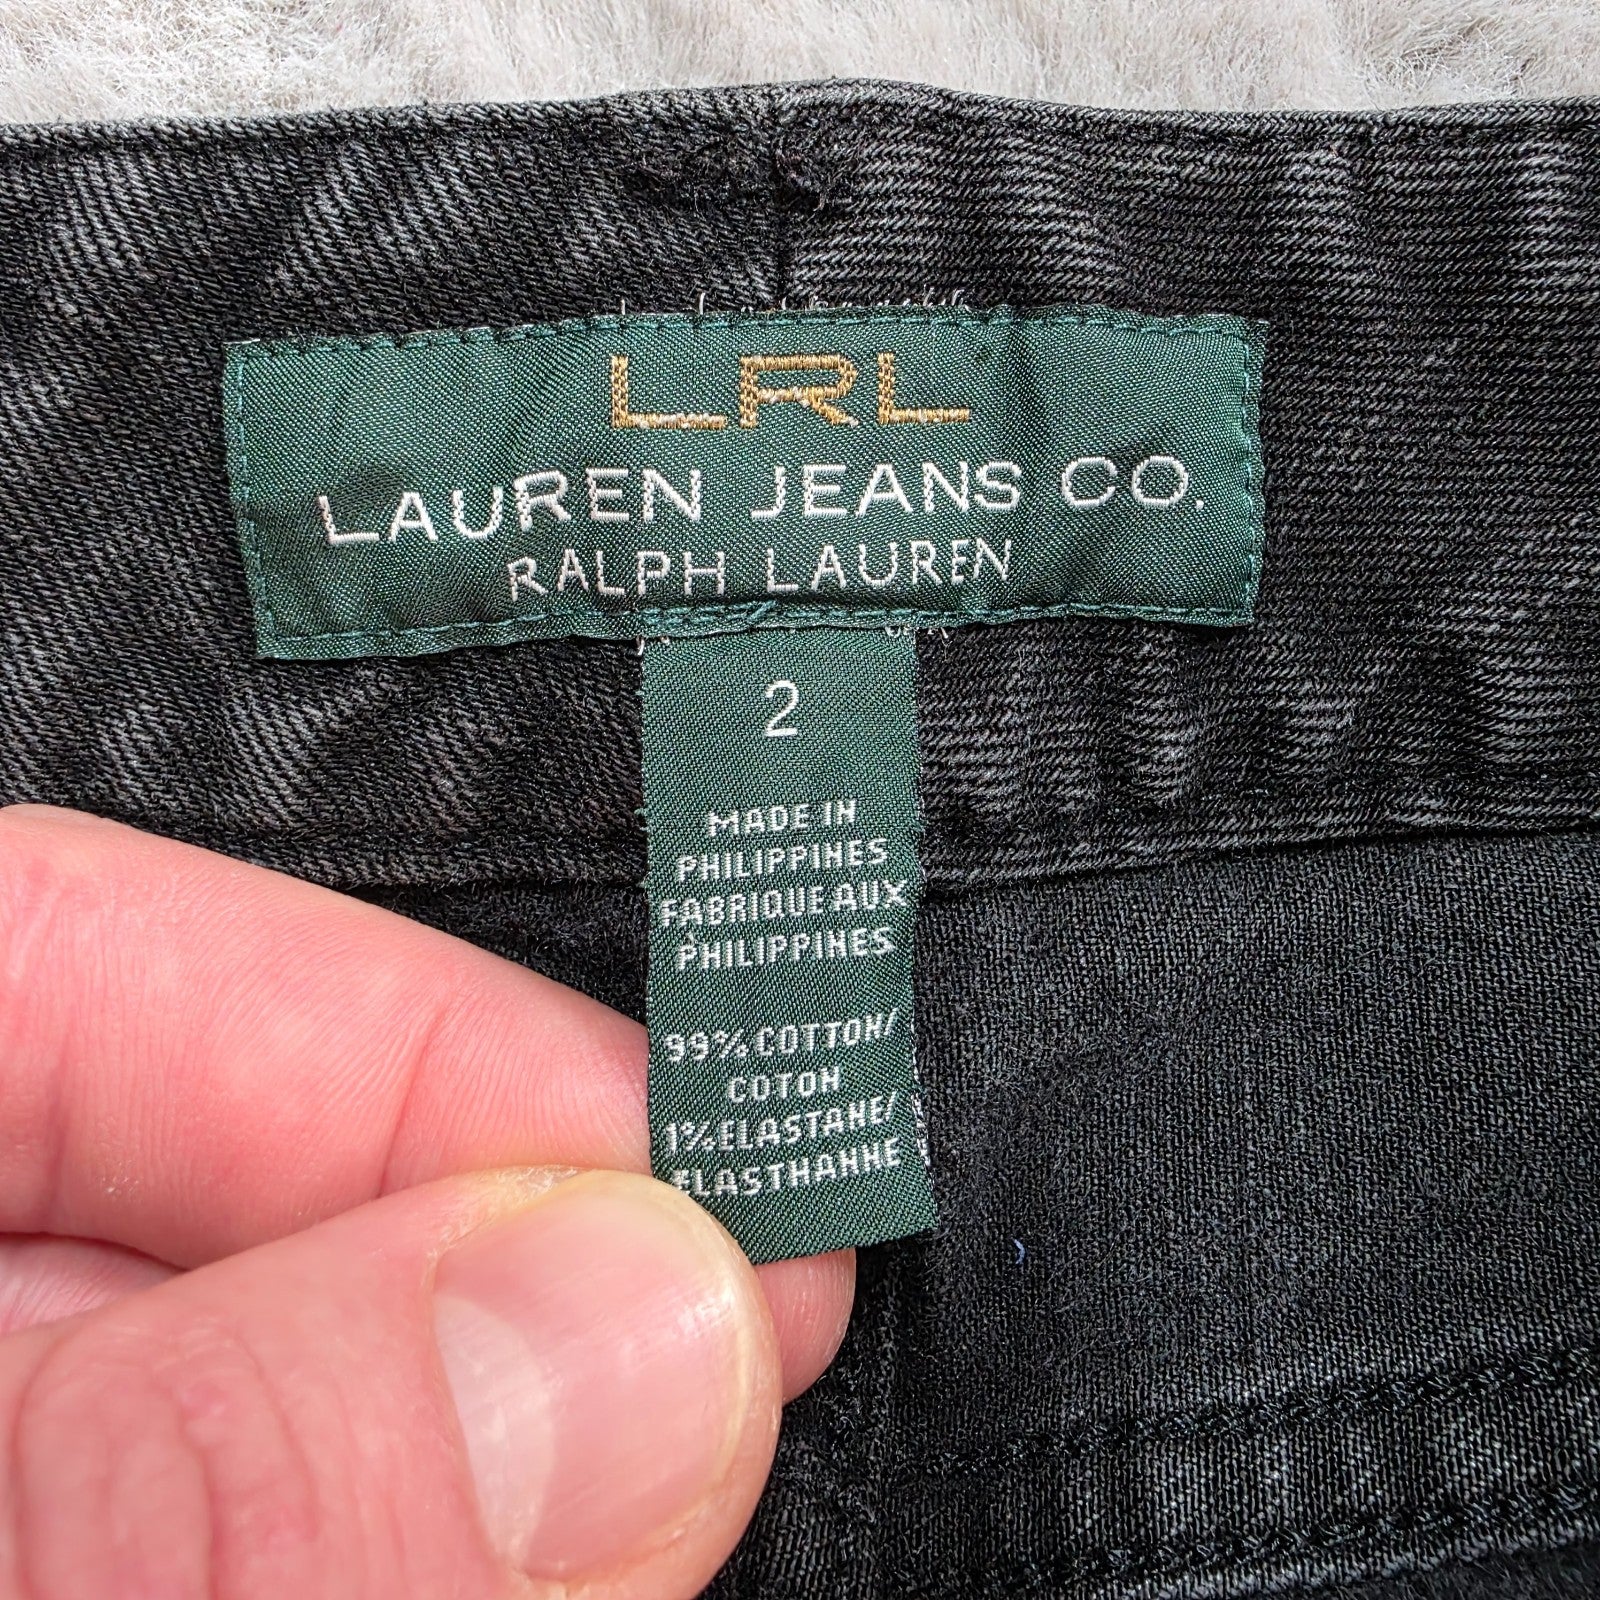 LRL
LAUREN JEANS CO.
RALPH LAUREN
2
MADE IN
PHILIPPINES
FABRIQUE AUX
PHILIPPINES
99% COTTON/
COTON
1% ELASTANE/
ELASTHANNE